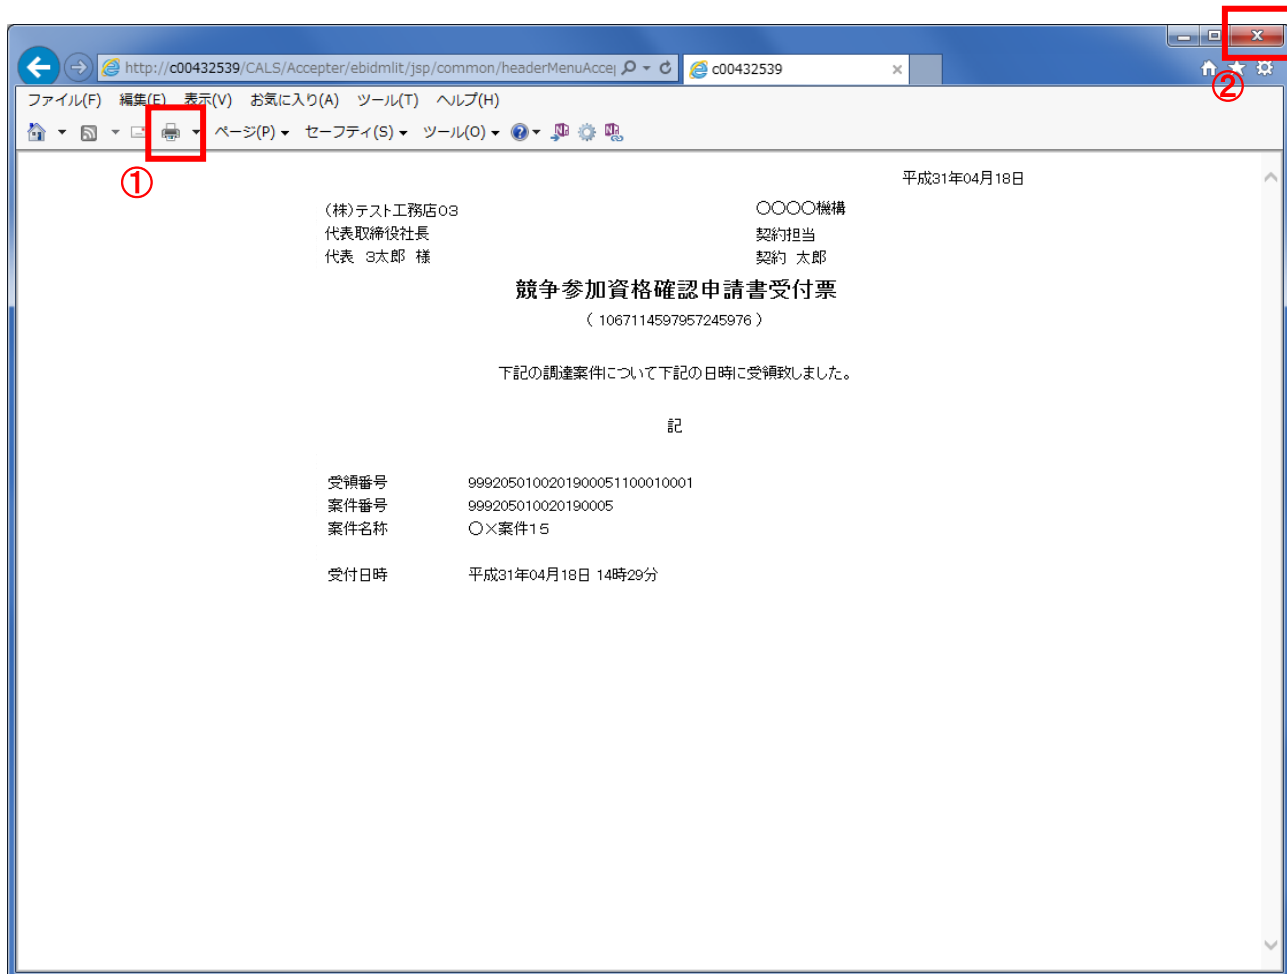 ②
http://c00432539/CALS/Accepter/ebidmlit/jsp/common/headerMenuAccep
c00432539
ファイル(F) 編集(E) 表示(V) お気に入り(A) ツール(T) ヘルプ(H)
ページ(P) セーフティ(S) ツール(O)
①
平成31年04月18日
(株)テスト工務店03
〇〇〇〇機構
代表取締役社長
契約担当
代表 3太郎 様
契約 太郎
競争参加資格確認申請書受付票
( 1067114597957245976 )
下記の調達案件について下記の日時に受領致しました。
記
受領番号 9992050100201900051100010001
案件番号 999205010020190005
案件名称 〇×案件15
受付日時 平成31年04月18日 14時29分